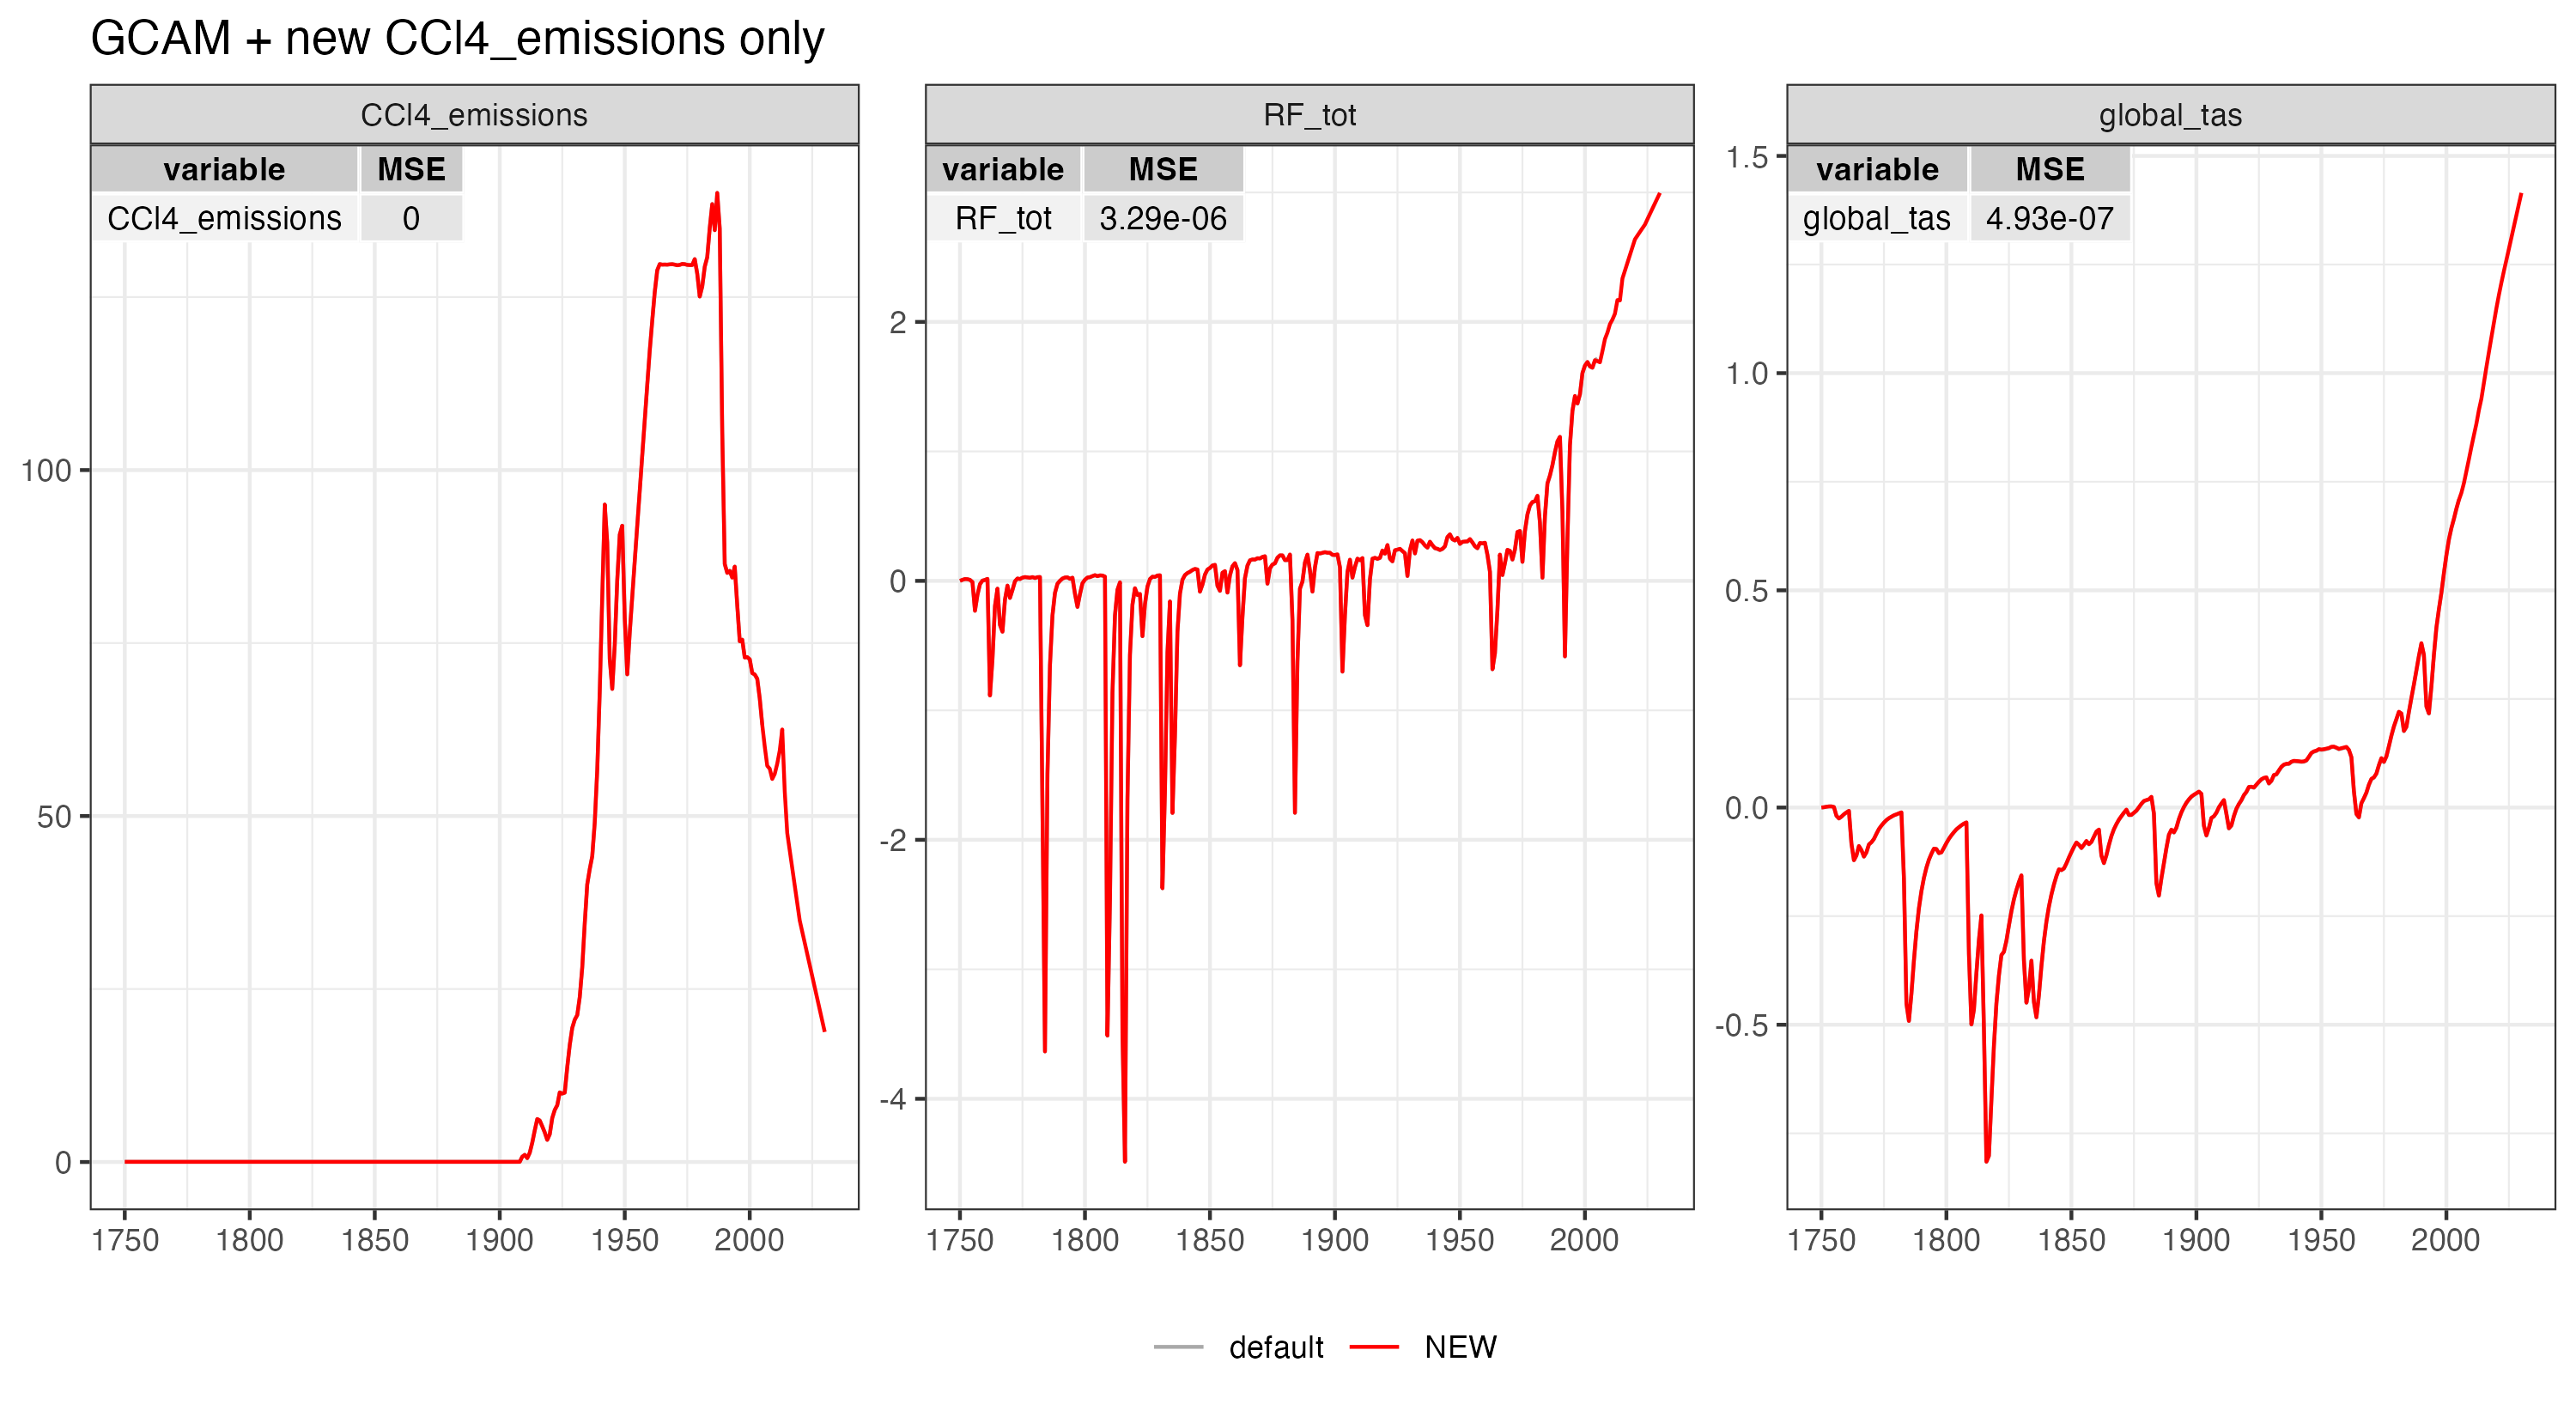 GCAM + new CCl4_emissions only
CCl4_emissions
variable MSE
CCl4_emissions 0
100
50
0
1750 1800 1850 1900 1950 2000
RF_tot
variable MSE
RF_tot 3.29e-06
2
0
-2
-4
1750 1800 1850 1900 1950 2000
global_tas
variable MSE
global_tas 4.93e-07
1.5
1.0
0.5
0.0
-0.5
1750 1800 1850 1900 1950 2000
default NEW